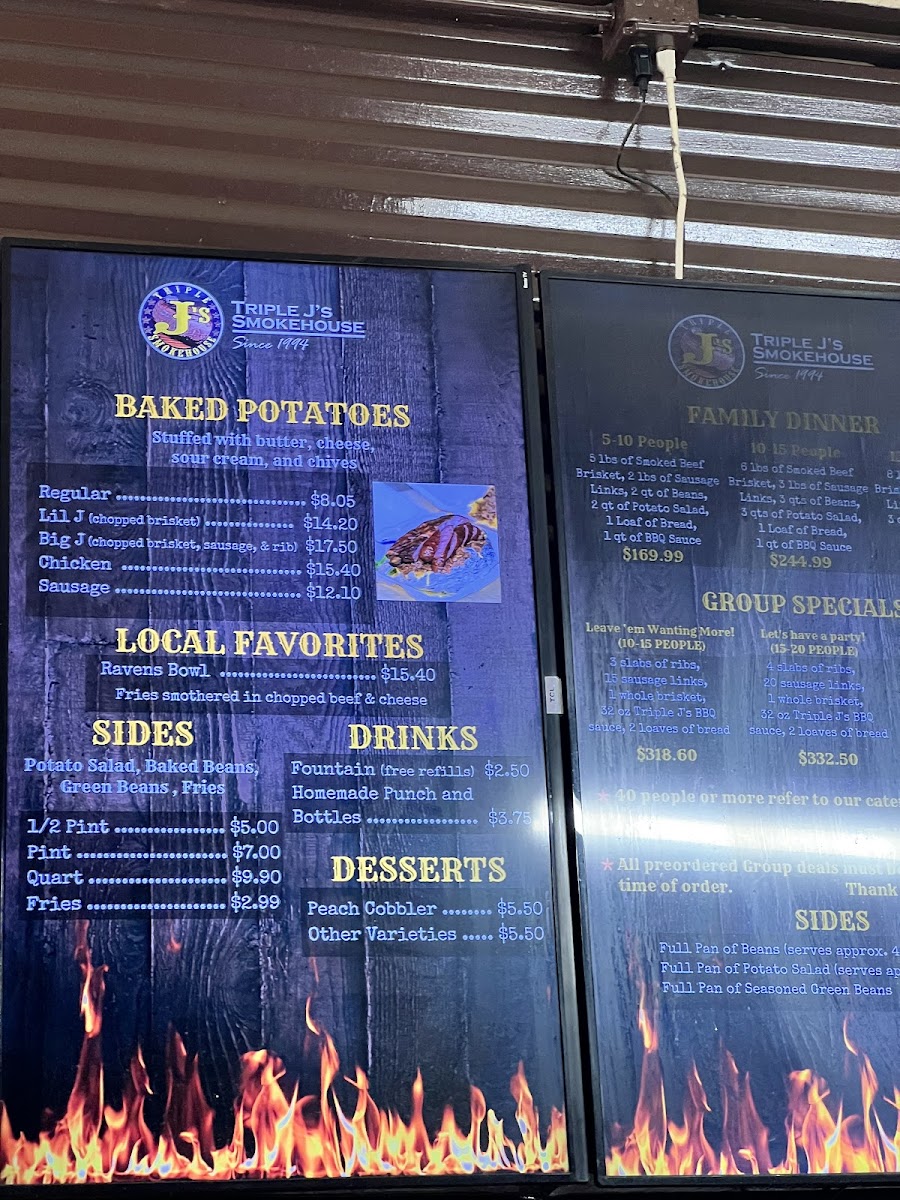 TRIPLE
J's
SMOKEHOUSE
TRIPLE J'S
SMOKEHOUSE
Since 1994
BAKED POTATOES
Stuffed with butter, cheese,
sour cream, and chives
Regular .............................. $8.05
Lil J (chopped brisket) .............. $14.20
Big J (chopped brisket, sausage, & rib) $17.50
Chicken .............................. $15.40
Sausage .............................. $12.10
LOCAL FAVORITES
Ravens Bowl ......................... $15.40
Fries smothered in chopped beef & cheese
SIDES
Potato Salad, Baked Beans,
Green Beans , Fries
1/2 Pint ................. $5.00
Pint ....................... $7.00
Quart ..................... $9.90
Fries ..................... $2.99
DRINKS
Fountain (free refills) $2.50
Homemade Punch and
Bottles ................. $3.75
DESSERTS
Peach Cobbler ........ $5.50
Other Varieties ..... $5.50
TCL
TRIPLE
J's
SMOKEHOUSE
TRIPLE J'S
SMOKEHOUSE
Since 1994
FAMILY DINNER
5-10 People
5 lbs of Smoked Beef
Brisket, 2 lbs of Sausage
Links, 2 qt of Beans,
2 qt of Potato Salad,
1 Loaf of Bread,
1 qt of BBQ Sauce
$169.99
10-15 People
6 lbs of Smoked Beef
Brisket, 3 lbs of Sausage
Links, 3 qts of Beans,
3 qts of Potato Salad,
1 Loaf of Bread,
1 qt of BBQ Sauce
$244.99
GROUP SPECIALS
Leave 'em Wanting More!
(10-15 PEOPLE)
3 slabs of ribs,
15 sausage links,
1 whole brisket,
32 oz Triple J's BBQ
sauce, 2 loaves of bread
$318.60
Let's have a party!
(15-20 PEOPLE)
4 slabs of ribs,
20 sausage links,
1 whole brisket,
32 oz Triple J's BBQ
sauce, 2 loaves of bread
$332.50
* 40 people or more refer to our cate
* All preordered Group deals must b
time of order. Thank
SIDES
Full Pan of Beans (serves approx. 4
Full Pan of Potato Salad (serves ap
Full Pan of Seasoned Green Beans